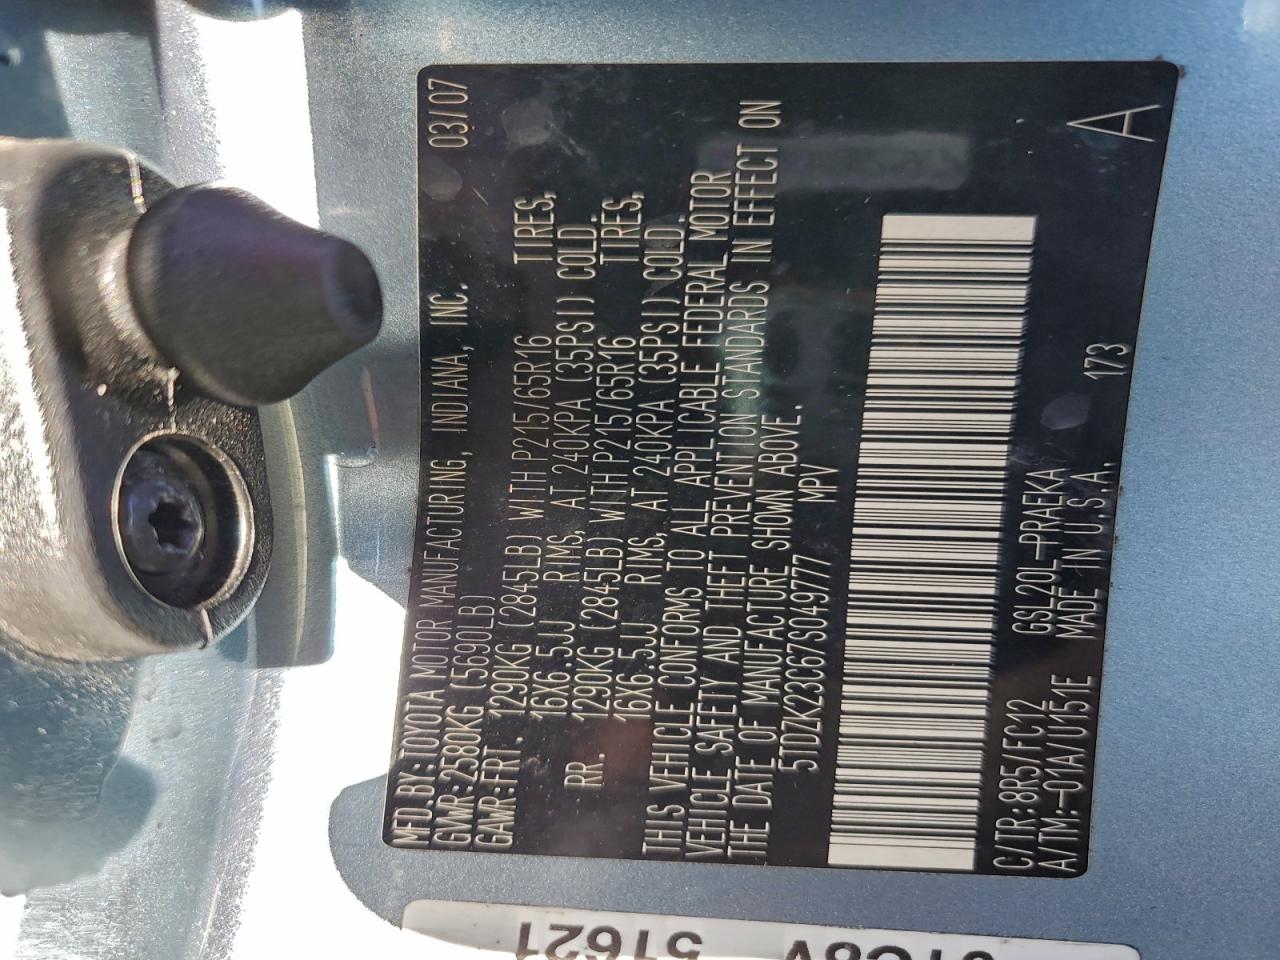 MFD.BY:TOYOTA MOTOR MANUFACTURING, INDIANA, INC. 03/07
GVWR:2580KG (5690LB)
GAWR:FRT. 1290KG (2845LB) WITH P215/65R16 TIRES,
16X6.5JJ RIMS, AT 240KPA (35PSI) COLD.
RR. 1290KG (2845LB) WITH P215/65R16 TIRES,
16X6.5JJ RIMS, AT 240KPA (35PSI) COLD.
THIS VEHICLE CONFORMS TO ALL APPLICABLE FEDERAL MOTOR
VEHICLE SAFETY AND THEFT PREVENTION STANDARDS IN EFFECT ON
THE DATE OF MANUFACTURE SHOWN ABOVE.
5TDZK23C67S049777 MPV
C/TR:8R5/FC12 GSL20L-PRAEKA 173 A
A/TM:-01A/U151E MADE IN U.S.A.
51621